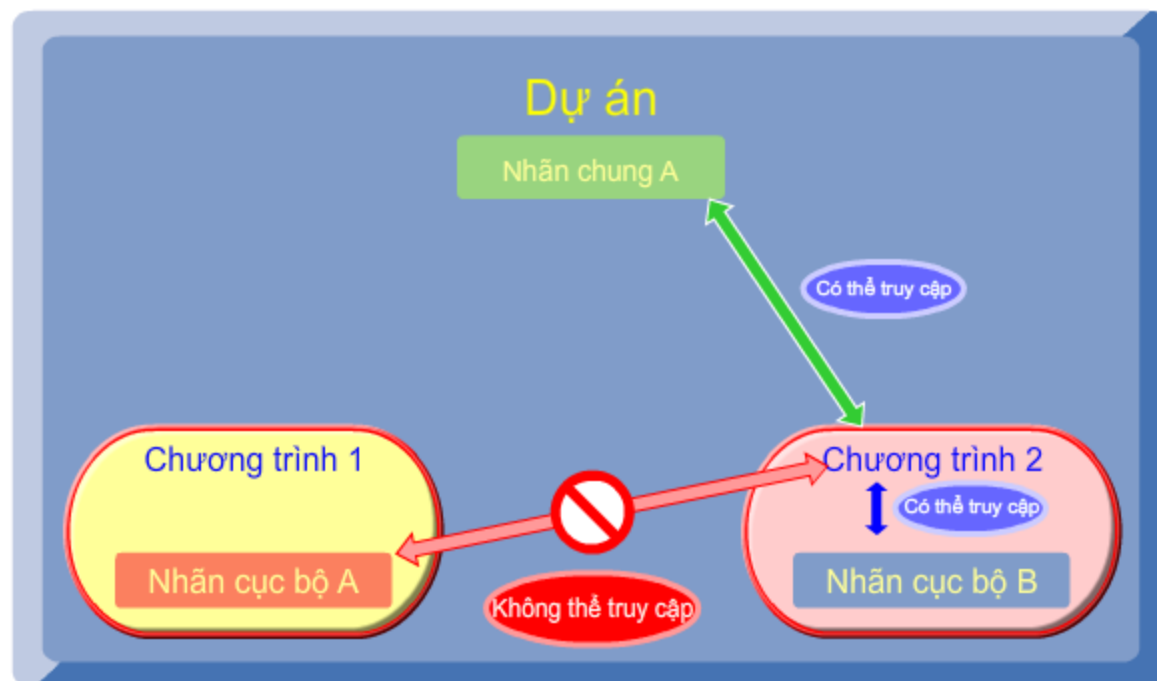 Dự án
Nhãn chung A
Có thể truy cập
Chương trình 1
Chương trình 2
Có thể truy cập
Nhãn cục bộ A
Nhãn cục bộ B
Không thể truy cập